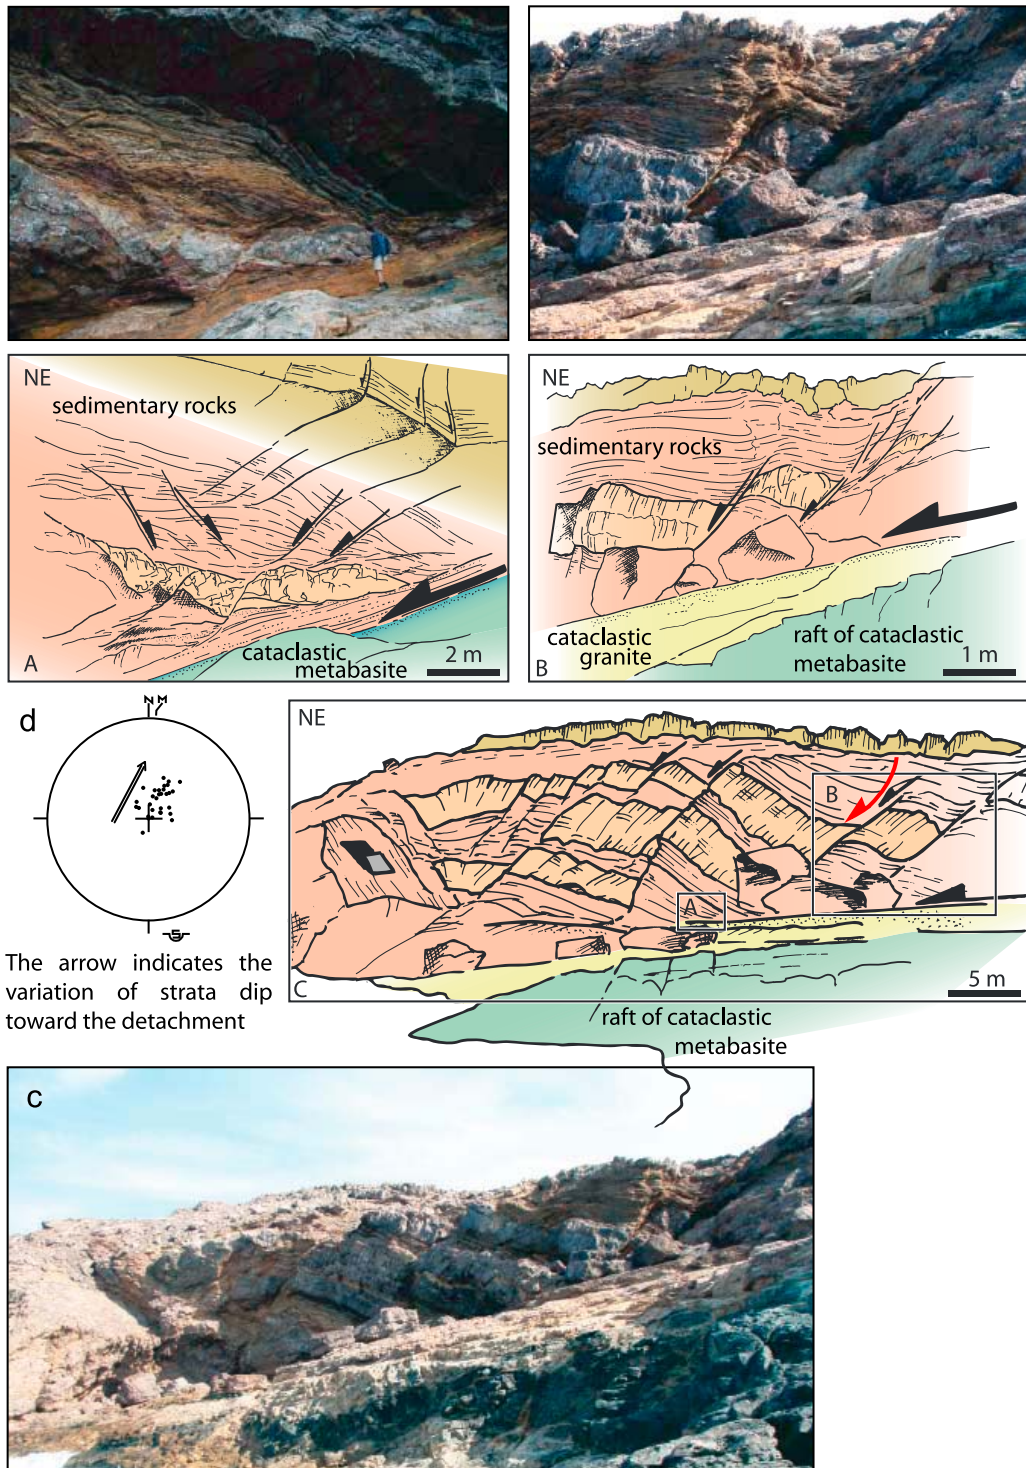 NE
sedimentary rocks
cataclastic
metabasite
2 m
A
NE
sedimentary rocks
cataclastic
granite
raft of cataclastic
metabasite
1 m
B
d
N M
5
The arrow indicates the
variation of strata dip
toward the detachment
NE
B
A
C
5 m
raft of cataclastic
metabasite
c